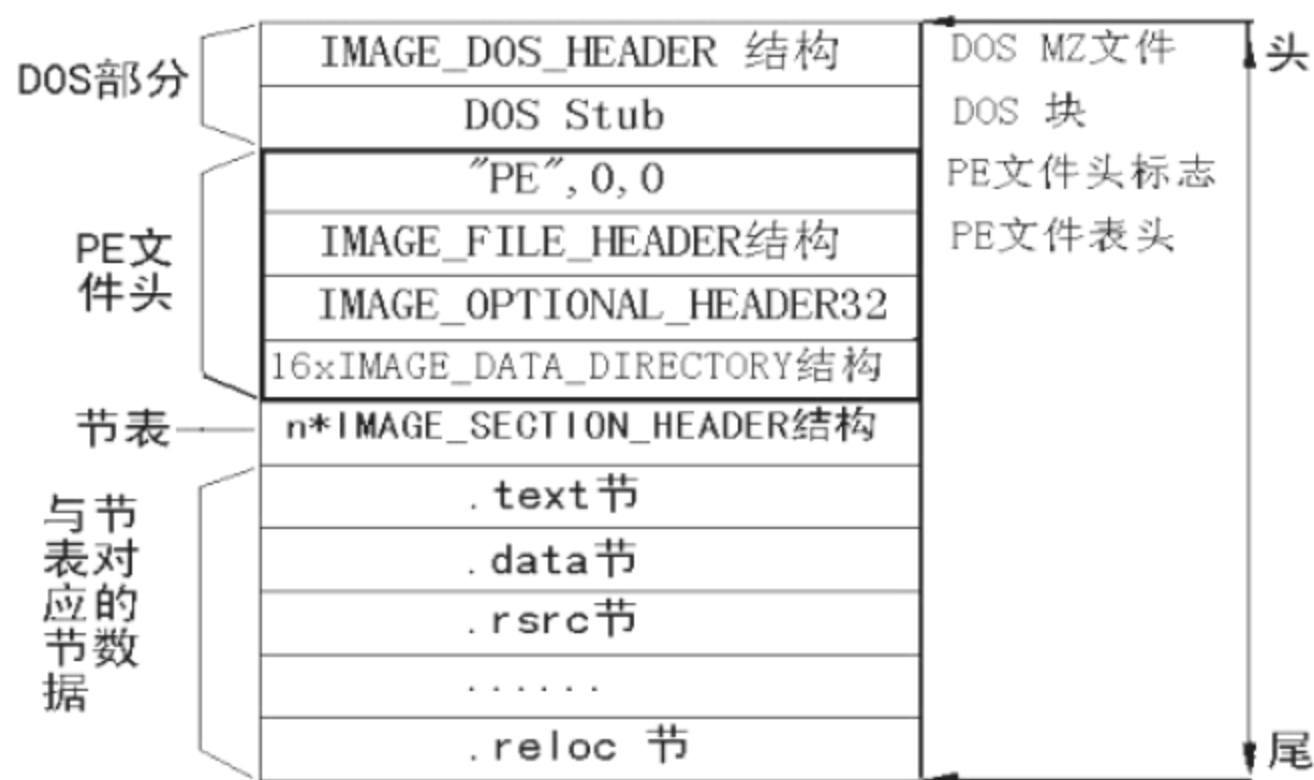 DOS部分
IMAGE_DOS_HEADER 结构
DOS MZ文件
头
DOS Stub
DOS 块
PE文
件头
"PE",0,0
PE文件头标志
IMAGE_FILE_HEADER结构
PE文件表头
IMAGE_OPTIONAL_HEADER32
16xIMAGE_DATA_DIRECTORY结构
节表
n*IMAGE_SECTION_HEADER结构
与节
表对
应的
节数
据
.text节
.data节
.rsrc节
......
.reloc 节
尾